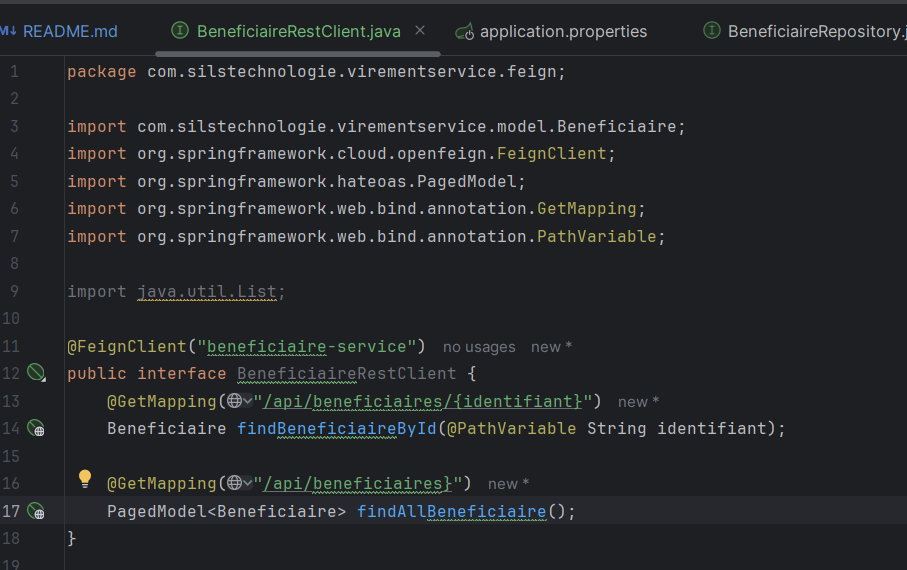 M↓ README.md BeneficiaireRestClient.java × application.properties BeneficiaireRepository.j
1 package com.silstechnologie.virementservice.feign;
2
3 import com.silstechnologie.virementservice.model.Beneficiaire;
4 import org.springframework.cloud.openfeign.FeignClient;
5 import org.springframework.hateoas.PagedModel;
6 import org.springframework.web.bind.annotation.GetMapping;
7 import org.springframework.web.bind.annotation.PathVariable;
8
9 import java.util.List;
10
11 @FeignClient("beneficiaire-service") no usages new *
12 public interface BeneficiaireRestClient {
13 @GetMapping("/api/beneficiaires/{identifiant}") new *
14 Beneficiaire findBeneficiaireById(@PathVariable String identifiant);
15
16 @GetMapping("/api/beneficiaires}") new *
17 PagedModel<Beneficiaire> findAllBeneficiaire();
18 }
19